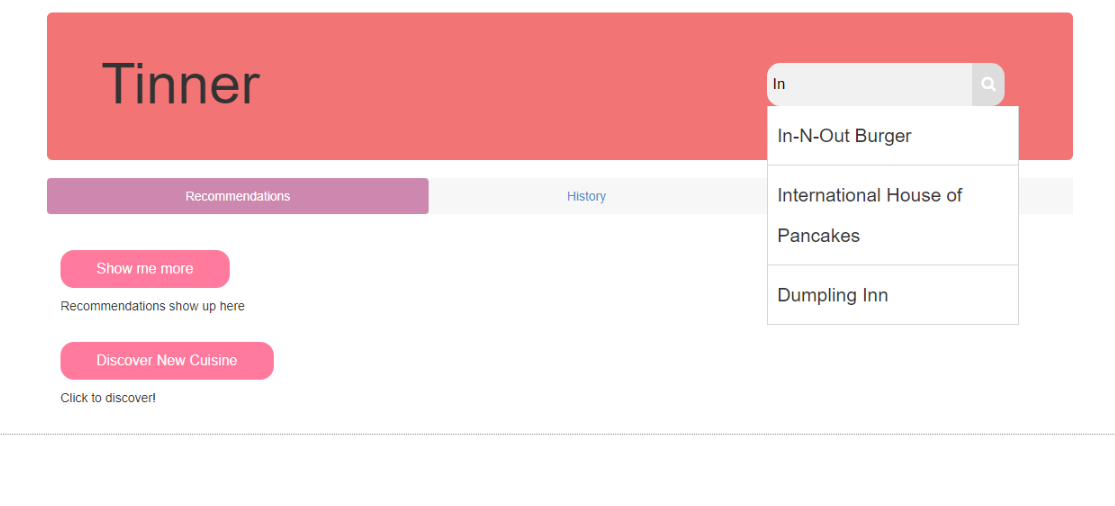 Tinner
In
In-N-Out Burger
International House of
Pancakes
Dumpling Inn
Recommendations
History
Show me more
Recommendations show up here
Discover New Cuisine
Click to discover!